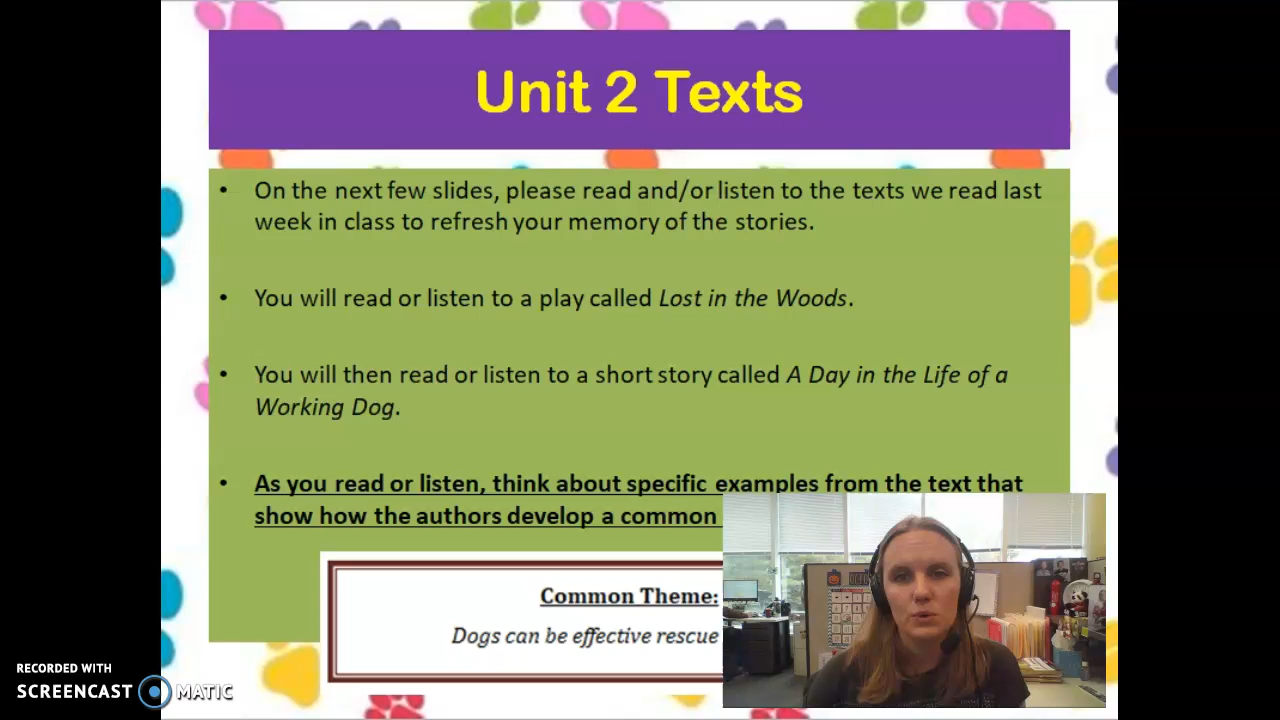 Unit 2 Texts
• On the next few slides, please read and/or listen to the texts we read last
week in class to refresh your memory of the stories.
• You will read or listen to a play called Lost in the Woods.
• You will then read or listen to a short story called A Day in the Life of a
Working Dog.
• As you read or listen, think about specific examples from the text that
show how the authors develop a common
Common Theme:
Dogs can be effective rescue
RECORDED WITH
SCREENCAST MATIC